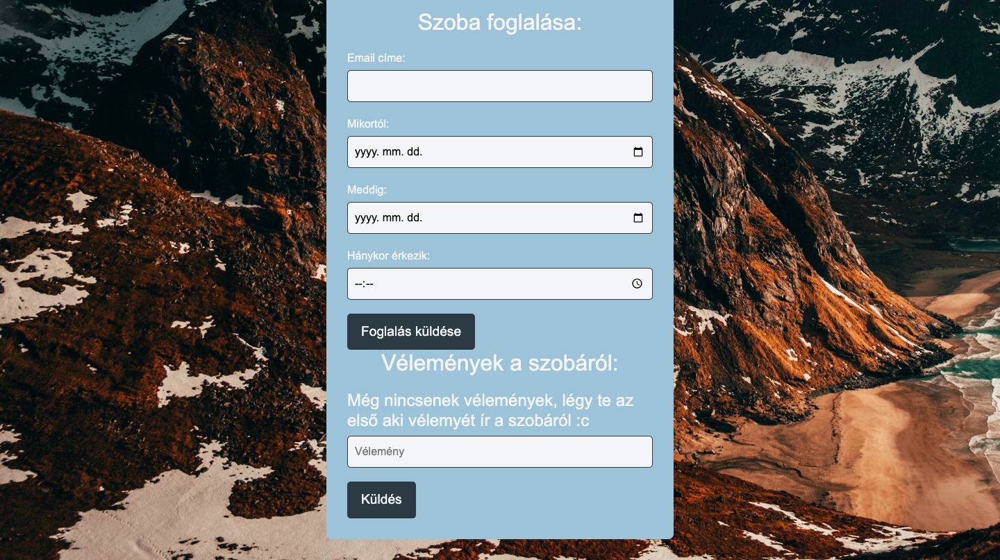 Szoba foglalása:
Email címe:
Mikortól:
yyyy. mm. dd.
Meddig:
yyyy. mm. dd.
Hánykor érkezik:
--:--
Foglalás küldése
Vélemények a szobáról:
Még nincsenek vélemények, légy te az
első aki vélemyét ír a szobáról :c
Vélemény
Küldés